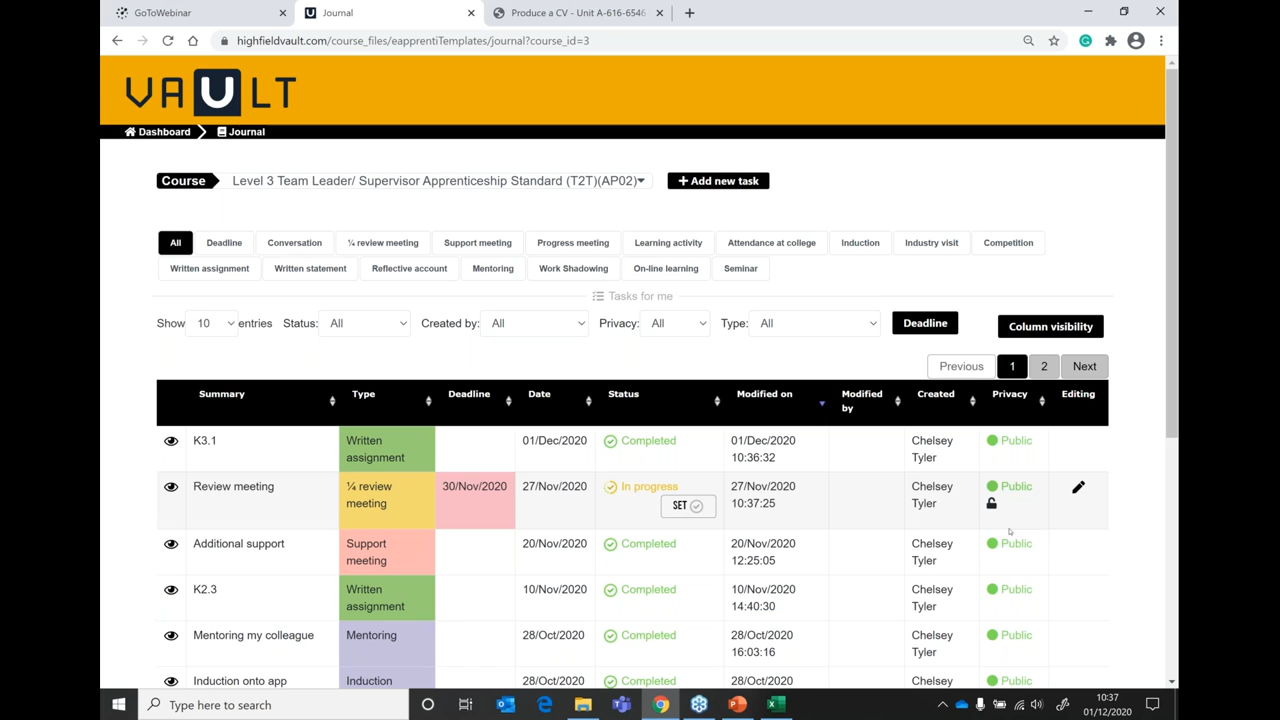 GoToWebinar
Journal
Produce a CV - Unit A-616-6546
highfieldvault.com/course_files/eapprentiTemplates/journal?course_id=3
VAULT
Dashboard Journal
Course Level 3 Team Leader/ Supervisor Apprenticeship Standard (T2T)(AP02) + Add new task
All Deadline Conversation ¼ review meeting Support meeting Progress meeting Learning activity Attendance at college Induction Industry visit Competition
Written assignment Written statement Reflective account Mentoring Work Shadowing On-line learning Seminar
Tasks for me
Show 10 entries Status: All Created by: All Privacy: All Type: All Deadline Column visibility
Previous 1 2 Next
Summary Type Deadline Date Status Modified on Modified by Created Privacy Editing
K3.1 Written assignment 01/Dec/2020 Completed 01/Dec/2020 10:36:32 Chelsey Tyler Public
Review meeting ¼ review meeting 30/Nov/2020 27/Nov/2020 In progress SET 27/Nov/2020 10:37:25 Chelsey Tyler Public
Additional support Support meeting 20/Nov/2020 Completed 20/Nov/2020 12:25:05 Chelsey Tyler Public
K2.3 Written assignment 10/Nov/2020 Completed 10/Nov/2020 14:40:30 Chelsey Tyler Public
Mentoring my colleague Mentoring 28/Oct/2020 Completed 28/Oct/2020 16:03:16 Chelsey Tyler Public
Induction onto app Induction 28/Oct/2020 Completed 28/Oct/2020 Chelsey Public
Type here to search
10:37
01/12/2020